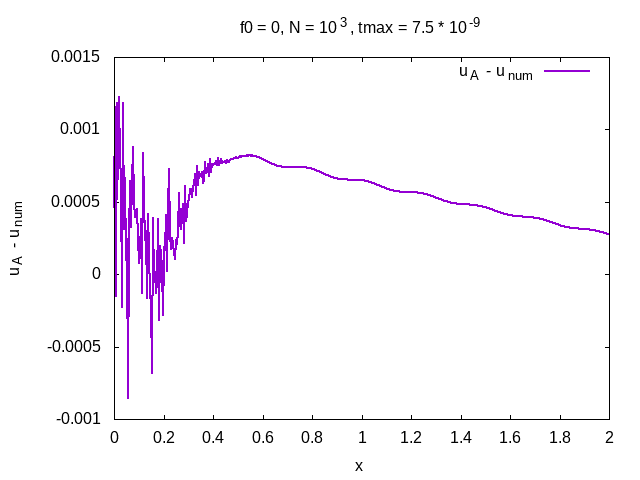 f0 = 0, N = 10^3, tmax = 7.5 * 10^-9
u_A - u_num
0.0015
0.001
0.0005
0
-0.0005
-0.001
u_A - u_num
0 0.2 0.4 0.6 0.8 1 1.2 1.4 1.6 1.8 2
x